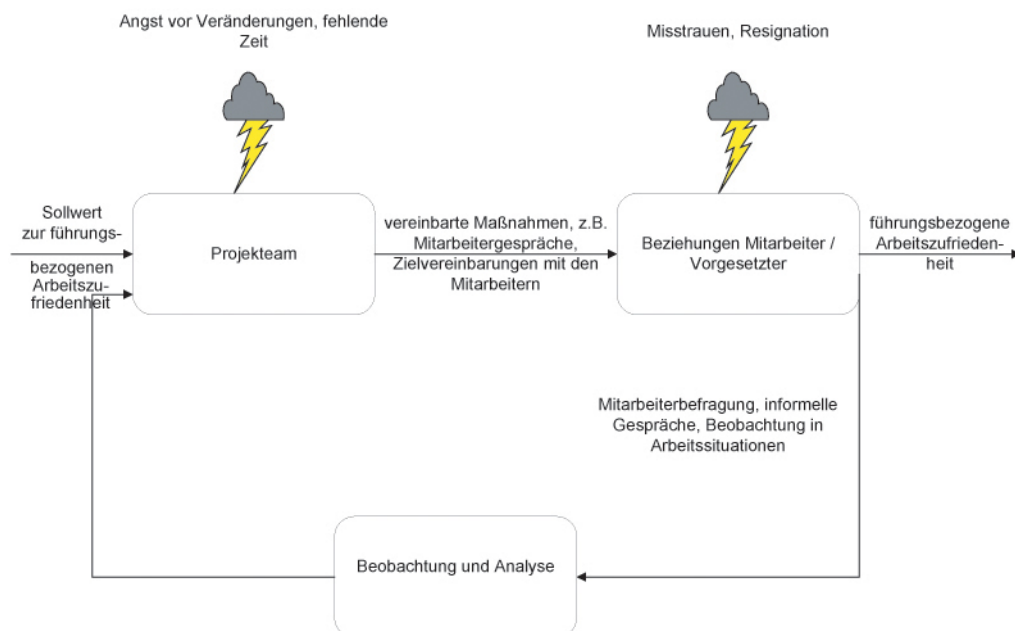 Angst vor Veränderungen, fehlende
Zeit
Misstrauen, Resignation
Sollwert
zur führungs-
bezogenen
Arbeitszu-
friedenheit
Projekteam
vereinbarte Maßnahmen, z.B.
Mitarbeitergespräche,
Zielvereinbarungen mit den
Mitarbeitern
Beziehungen Mitarbeiter /
Vorgesetzter
führungsbezogene
Arbeitszufrieden-
heit
Mitarbeiterbefragung, informelle
Gespräche, Beobachtung in
Arbeitssituationen
Beobachtung und Analyse